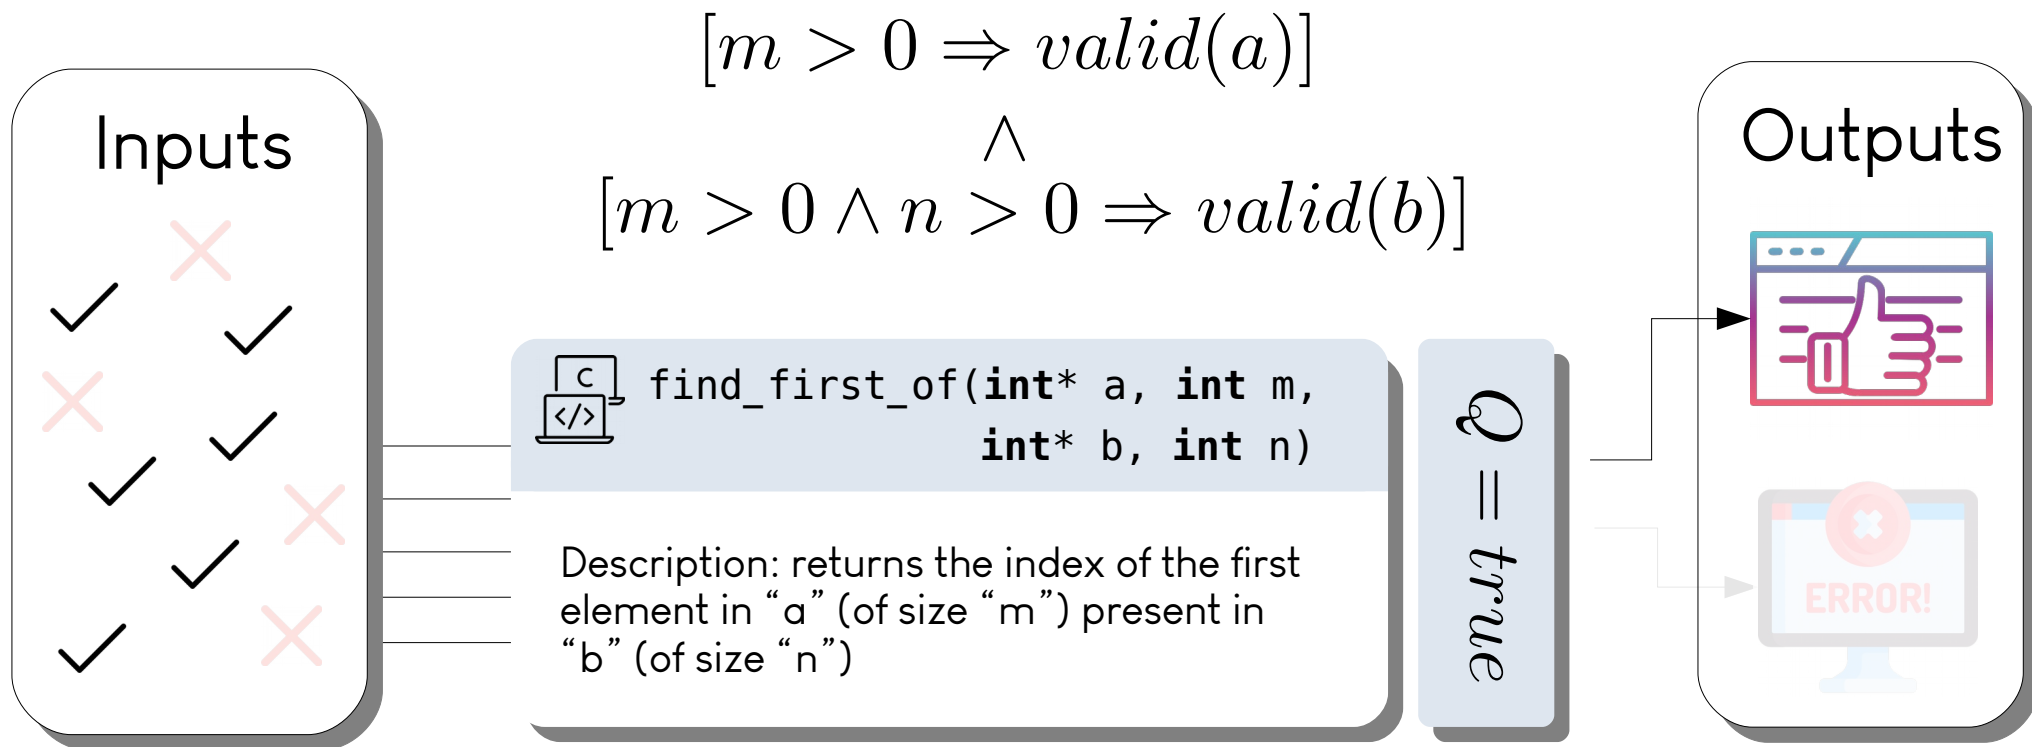 [m > 0 ⇒ valid(a)]
∧
[m > 0 ∧ n > 0 ⇒ valid(b)]
Inputs
C
</>
find_first_of(int* a, int m,
int* b, int n)
Description: returns the index of the first
element in “a” (of size “m”) present in
“b” (of size “n”)
Q = true
Outputs
ERROR!